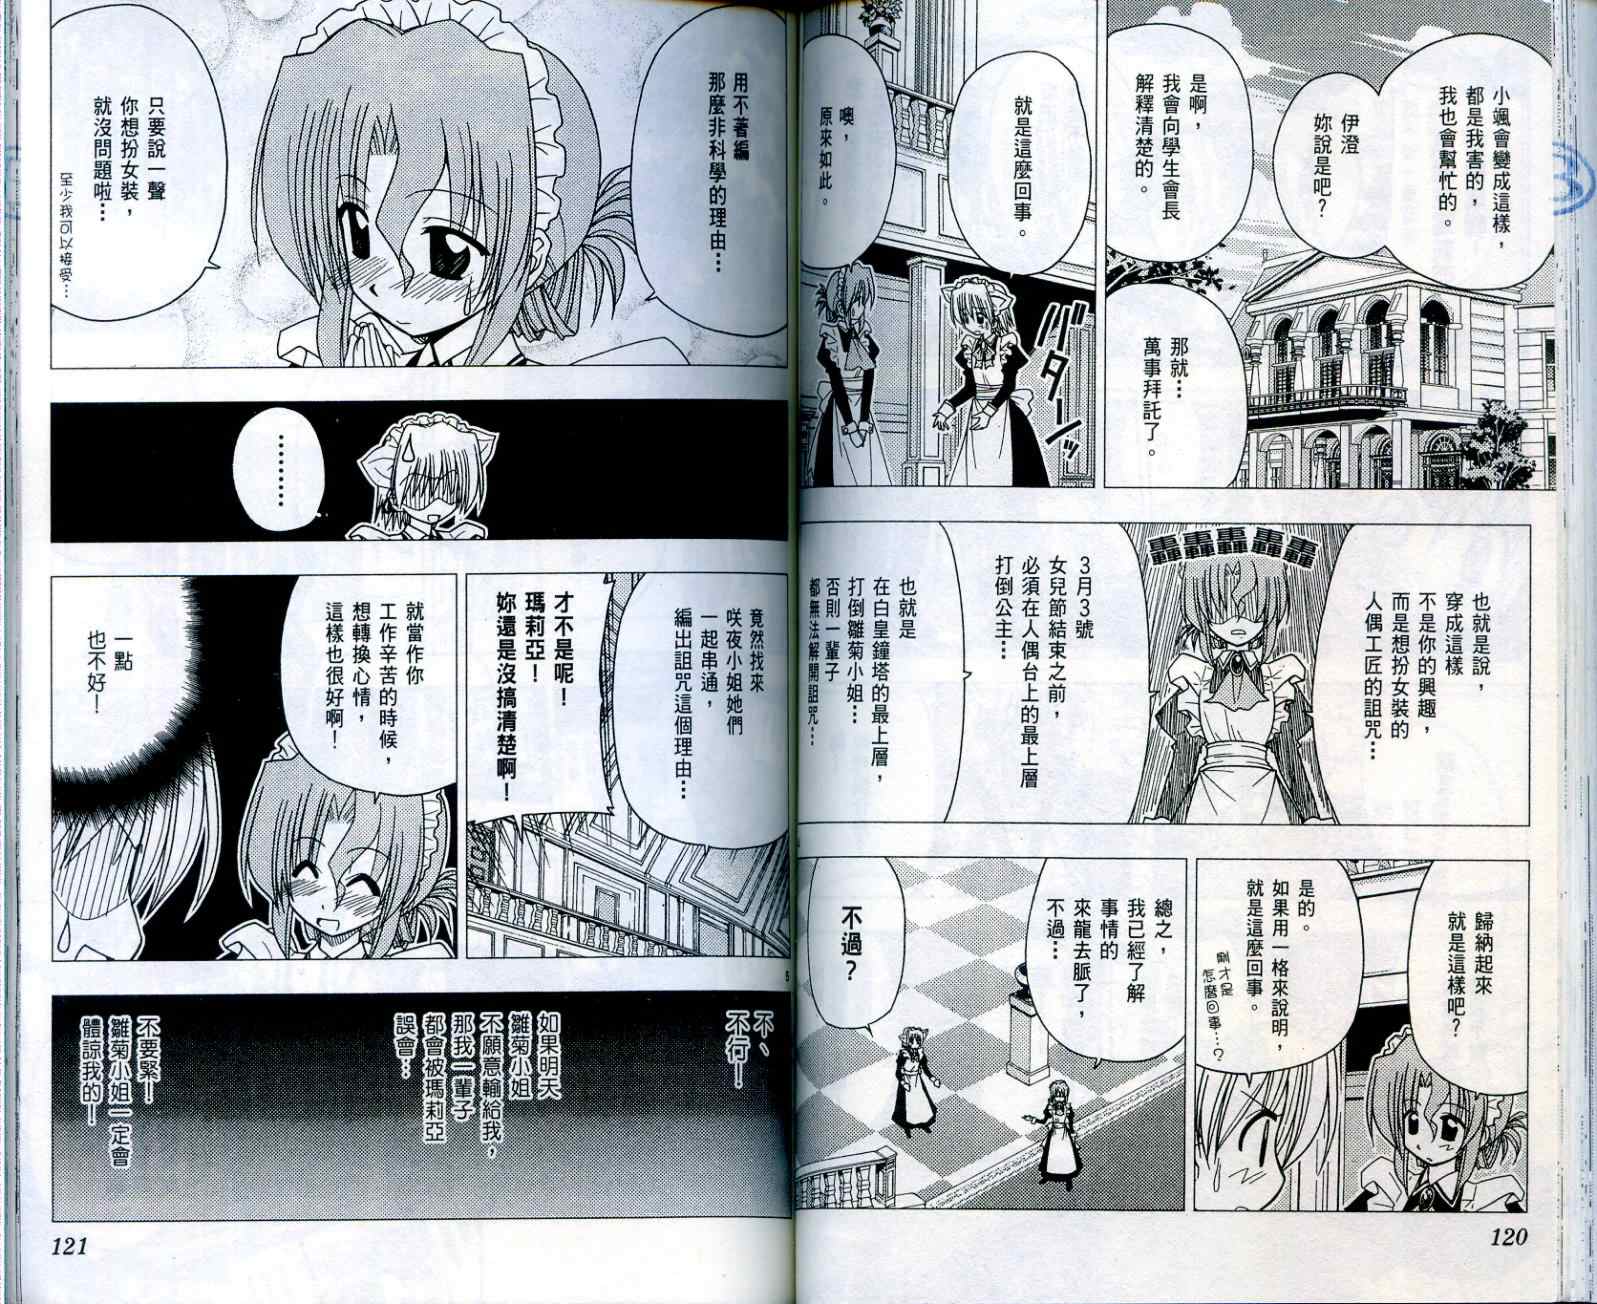 小颯會變成這樣，
都是我害的，
我也會幫忙的。
伊澄
妳說是吧？
是啊，
我會向學生會長
解釋清楚的。
那就…
萬事拜託了。
就是這麼回事。
バターンッ
噢，
原來如此。
也就是說，
穿成這樣
不是你的興趣，
而是想扮女裝的
人偶工匠的詛咒…
轟轟轟轟轟
3月3號
女兒節結束之前，
必須在人偶台上的最上層
打倒公主…
也就是
在白皇鐘塔的最上層，
打倒雛菊小姐…
否則一輩子
都無法解開詛咒…
歸納起來
就是這樣吧？
是的。
如果用一格來說明，
就是這麼回事。
剛才是
怎麼回事…？
總之，
我已經了解
事情的
來龍去脈了，
不過…
不過？
120
用不著編
那麼非科學的理由…
只要說一聲
你想扮女裝，
就沒問題啦…
至少我可以接受…
………
竟然找來
咲夜小姐她們
一起串通，
編出詛咒這個理由…
才不是呢！
瑪莉亞！
妳還是沒搞清楚啊！
就當作你
工作辛苦的時候，
想轉換心情，
這樣也很好啊！
一點
也不好！
不、
不行！
如果明天
雛菊小姐
不願意輸給我，
那我一輩子
都會被瑪莉亞
誤會…
不要緊！
雛菊小姐一定會
體諒我的！
121